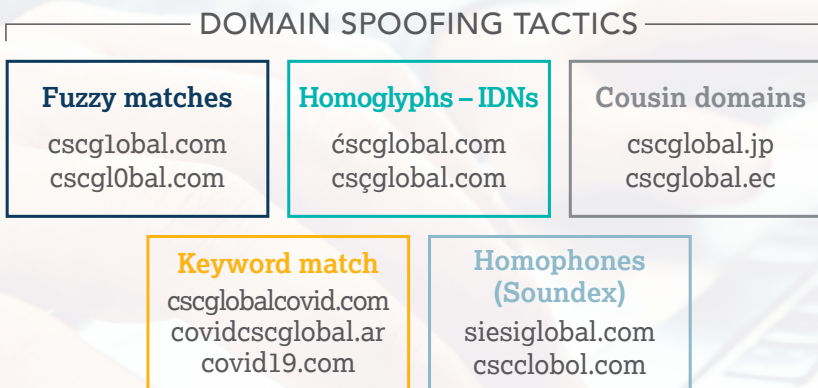 DOMAIN SPOOFING TACTICS
Fuzzy matches
cscg1obal.com
cscgl0bal.com
Homoglyphs – IDNs
ćscglobal.com
csçglobal.com
Cousin domains
cscglobal.jp
cscglobal.ec
Keyword match
cscglobalcovid.com
covidcscglobal.ar
covid19.com
Homophones
(Soundex)
siesiglobal.com
cscclobol.com